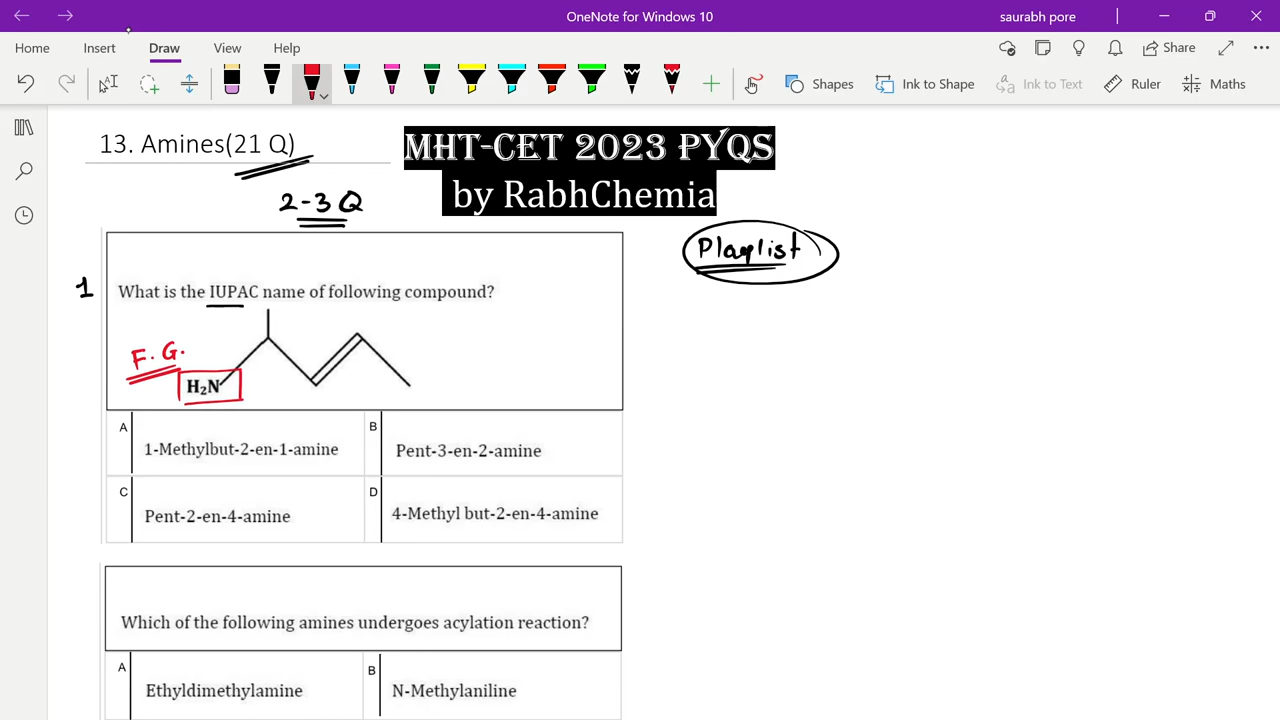 OneNote for Windows 10
saurabh pore
Home
Insert
Draw
View
Help
Share
Shapes
Ink to Shape
Ink to Text
Ruler
Maths
13. Amines(21 Q)
MHT-CET 2023 PYQS
by RabhChemia
2-3 Q
Playlist
1
What is the IUPAC name of following compound?
F. G.
H₂N
A
1-Methylbut-2-en-1-amine
B
Pent-3-en-2-amine
C
Pent-2-en-4-amine
D
4-Methyl but-2-en-4-amine
Which of the following amines undergoes acylation reaction?
A
Ethyldimethylamine
B
N-Methylaniline